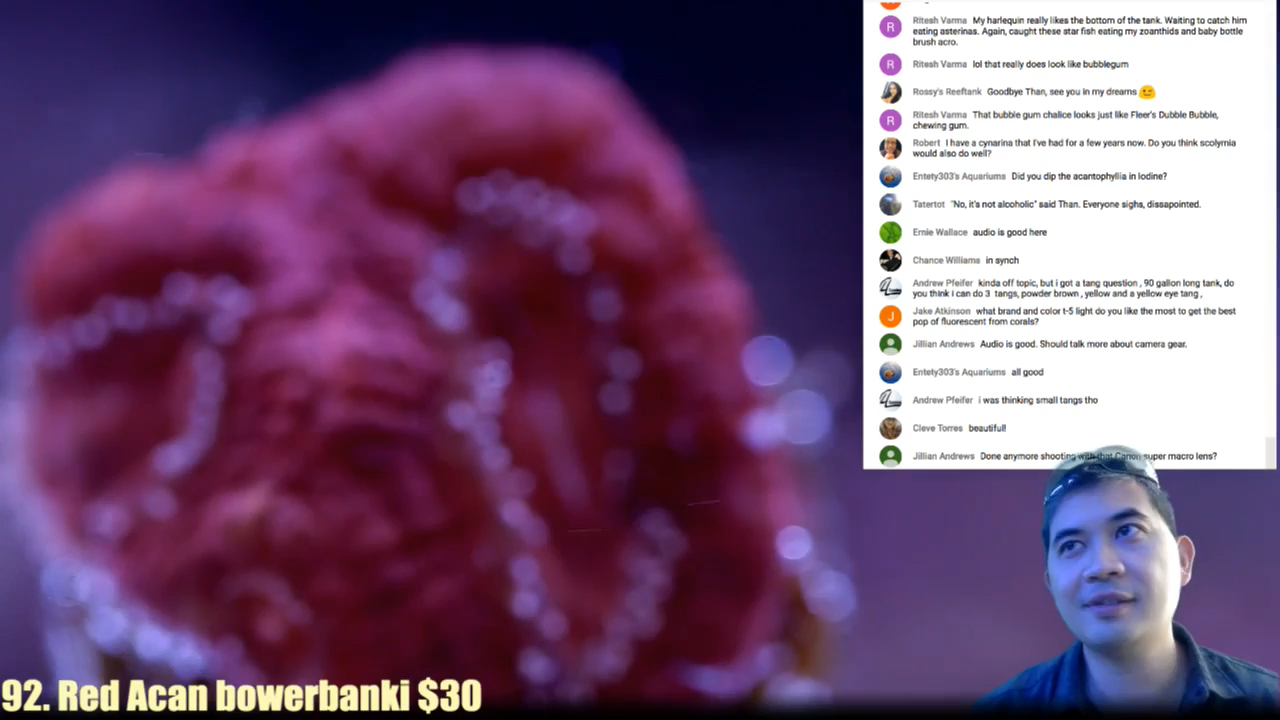 R Ritesh Varma My harlequin really likes the bottom of the tank. Waiting to catch him
eating asterinas. Again, caught these star fish eating my zoanthids and baby bottle
brush acro.
R Ritesh Varma lol that really does look like bubblegum
Rossy's Reeftank Goodbye Than, see you in my dreams 😉
R Ritesh Varma That bubble gum chalice looks just like Fleer's Dubble Bubble,
chewing gum.
Robert I have a cynarina that I've had for a few years now. Do you think scolymia
would also do well?
Entety303's Aquariums Did you dip the acantophyllia in Iodine?
Tatertot "No, it's not alcoholic" said Than. Everyone sighs, dissapointed.
Ernie Wallace audio is good here
Chance Williams in synch
Andrew Pfeifer kinda off topic, but i got a tang question , 90 gallon long tank, do
you think i can do 3 tangs, powder brown , yellow and a yellow eye tang ,
J Jake Atkinson what brand and color t-5 light do you like the most to get the best
pop of fluorescent from corals?
Jillian Andrews Audio is good. Should talk more about camera gear.
Entety303's Aquariums all good
Andrew Pfeifer i was thinking small tangs tho
Cleve Torres beautiful!
Jillian Andrews Done anymore shooting with that Canon super macro lens?
92. Red Acan bowerbanki $30